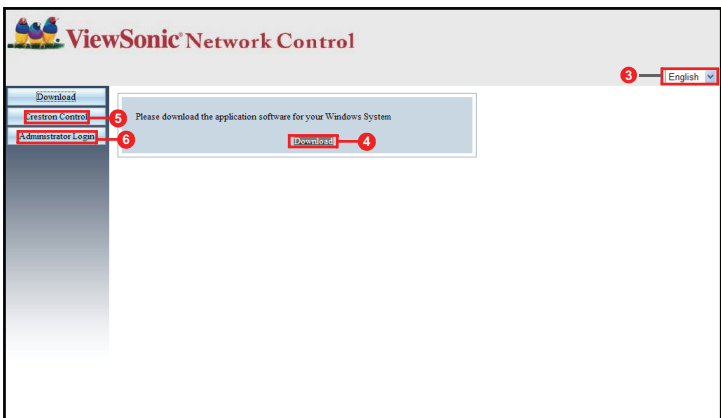 ViewSonic® Network Control
3
English
Download
Crestron Control
5
Administrator Login
6
Please download the application software for your Windows System
Download
4